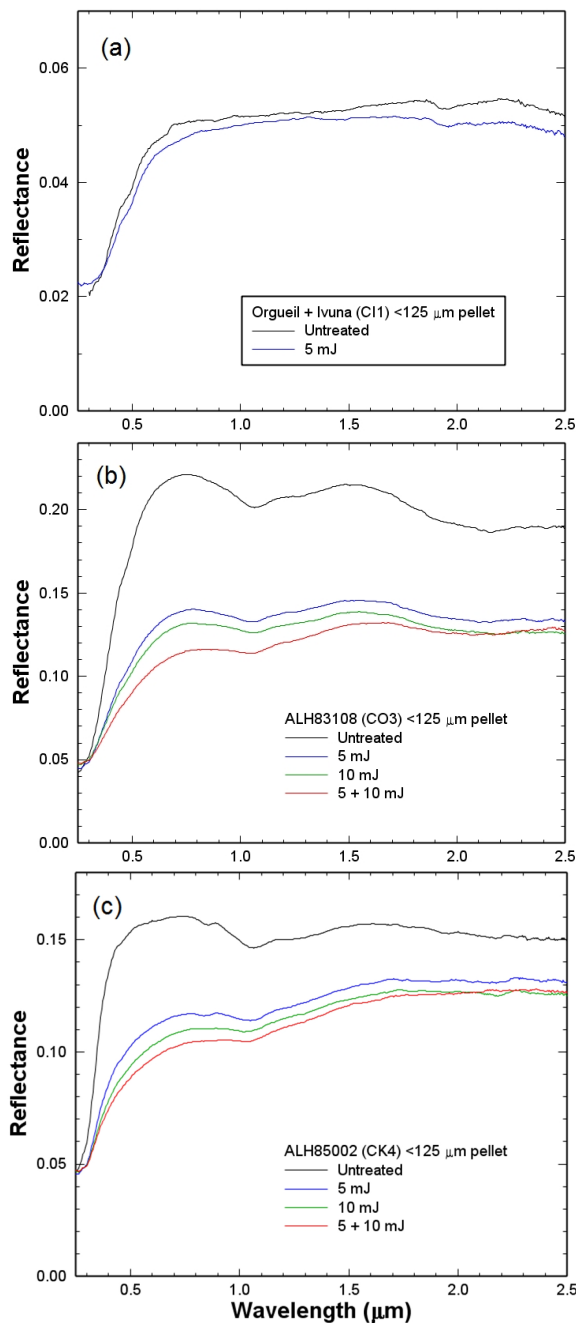 (a)
0.06
0.04
0.02
0.00
Reflectance
Orgueil + Ivuna (CI1) <125 μm pellet
Untreated
5 mJ
0.5
1.0
1.5
2.0
2.5
(b)
0.20
0.15
0.10
0.05
0.00
Reflectance
ALH83108 (CO3) <125 μm pellet
Untreated
5 mJ
10 mJ
5 + 10 mJ
0.5
1.0
1.5
2.0
2.5
(c)
0.15
0.10
0.05
0.00
Reflectance
ALH85002 (CK4) <125 μm pellet
Untreated
5 mJ
10 mJ
5 + 10 mJ
0.5
1.0
1.5
2.0
2.5
Wavelength (μm)